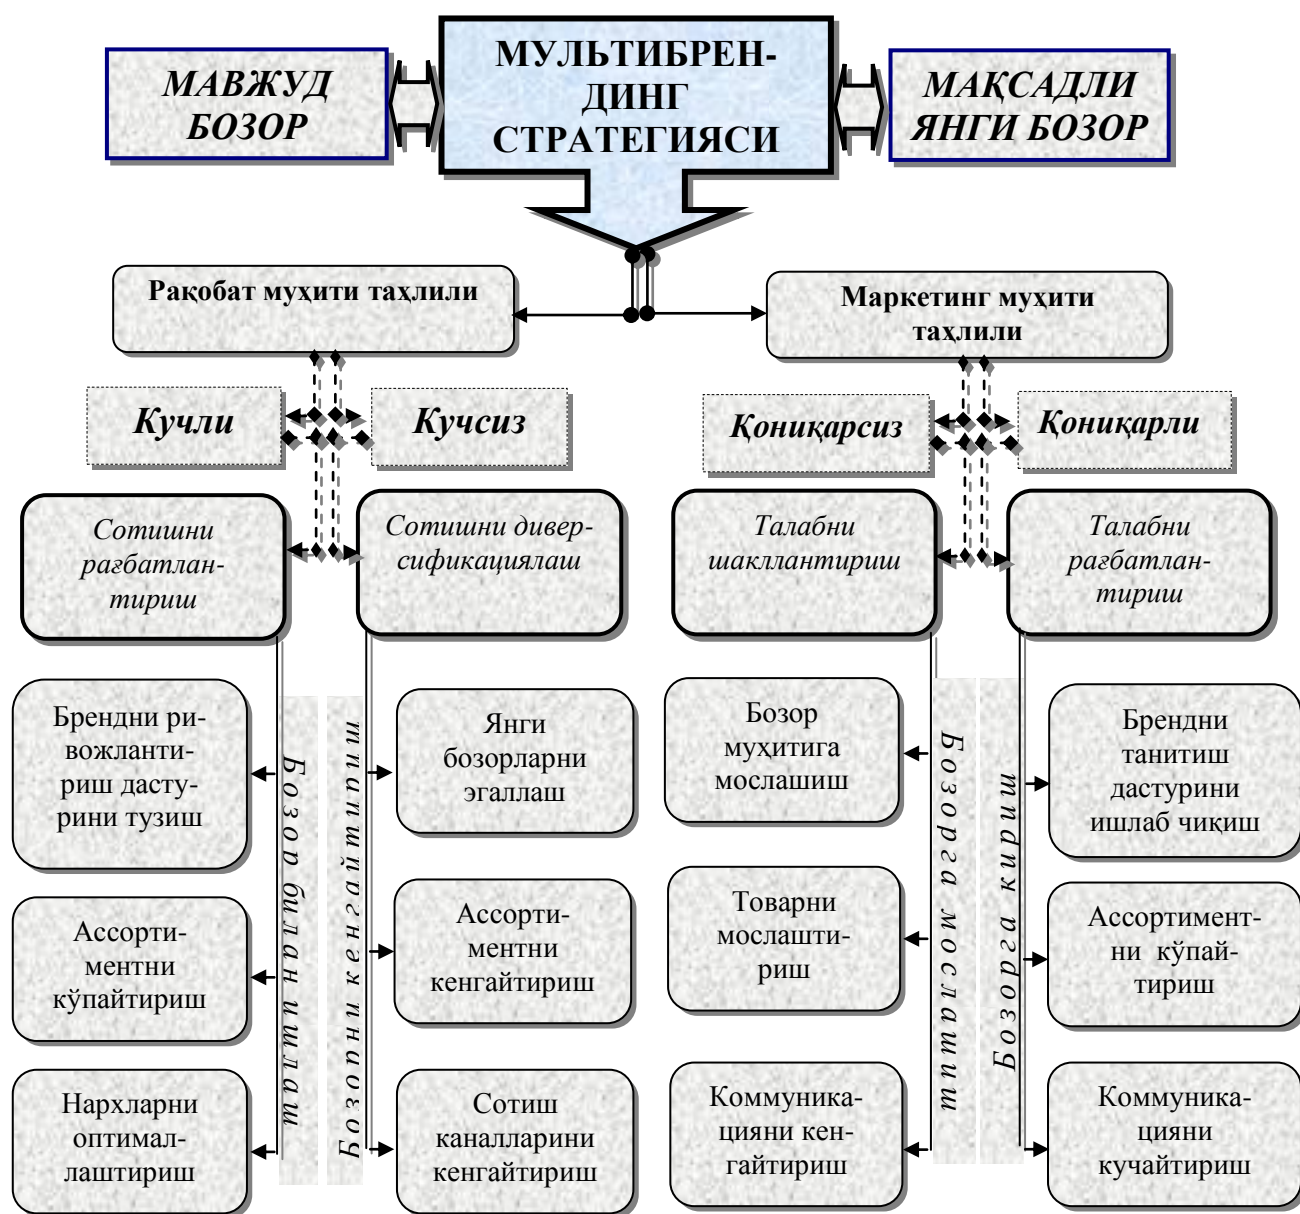 МАВЖУД
БОЗОР
МУЛЬТИБРЕН-
ДИНГ
СТРАТЕГИЯСИ
МАҚСАДЛИ
ЯНГИ БОЗОР
Рақобат муҳити таҳлили
Маркетинг муҳити
таҳлили
Кучли
Кучсиз
Қониқарсиз
Қониқарли
Сотишни
рағбатлан-
тириш
Сотишни дивер-
сификациялаш
Талабни
шакллантириш
Талабни
рағбатлан-
тириш
Брендни ри-
вожланти-
риш дасту-
рини тузиш
Ассорти-
ментни
кўпайтириш
Нархларни
оптимал-
лаштириш
Бозор билан ишлаш
Бозорни кенгайтириш
Янги
бозорларни
эгаллаш
Ассорти-
ментни
кенгайтириш
Сотиш
каналларини
кенгайтириш
Бозор
муҳитига
мослашиш
Товарни
мослашти-
риш
Коммуника-
цияни кен-
гайтириш
Бозорга мослашиш
Бозорга кириш
Брендни
танитиш
дастурини
ишлаб чиқиш
Ассортимент-
ни кўпай-
тириш
Коммуника-
цияни
кучайтириш